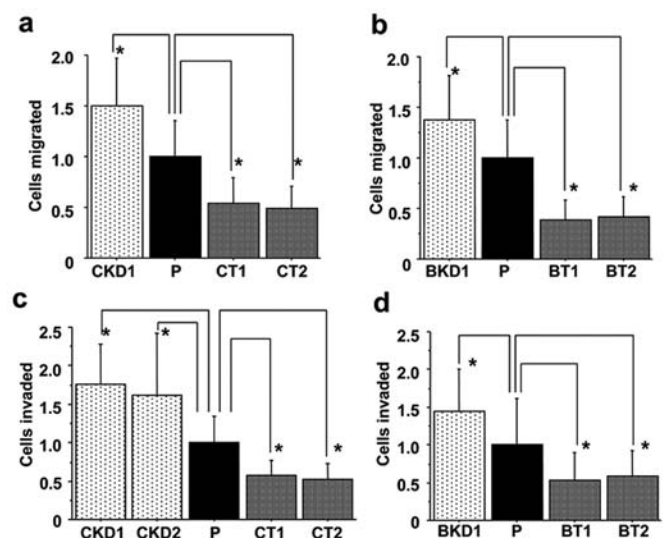 a
Cells migrated
2.0
1.5
1.0
0.5
0
* * *
CKD1 P CT1 CT2
b
Cells migrated
2.0
1.5
1.0
0.5
0
* * *
BKD1 P BT1 BT2
c
Cells invaded
2.5
2.0
1.5
1.0
0.5
0
* * * *
CKD1 CKD2 P CT1 CT2
d
Cells invaded
2.5
2.0
1.5
1.0
0.5
0
* * *
BKD1 P BT1 BT2